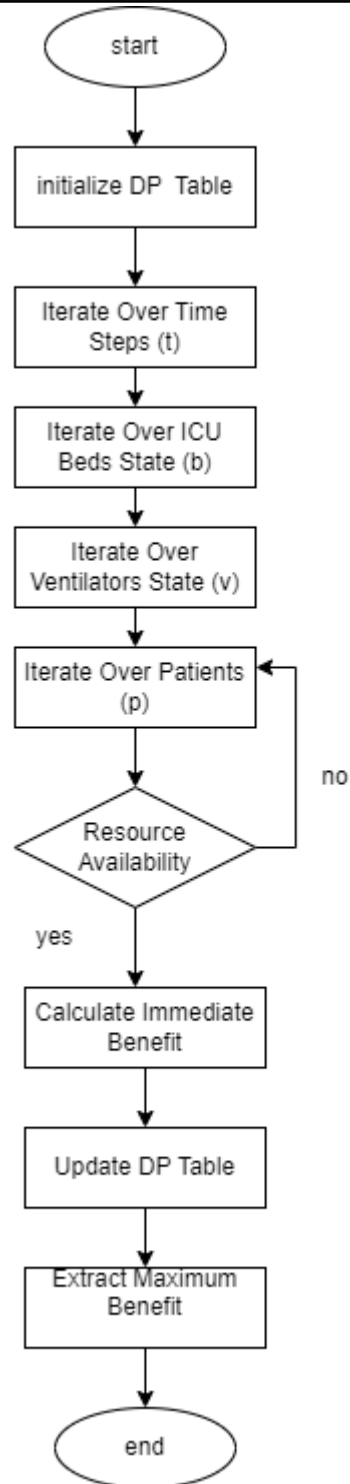 start
initialize DP Table
Iterate Over Time
Steps (t)
Iterate Over ICU
Beds State (b)
Iterate Over
Ventilators State (v)
Iterate Over Patients
(p)
no
Resource
Availability
yes
Calculate Immediate
Benefit
Update DP Table
Extract Maximum
Benefit
end